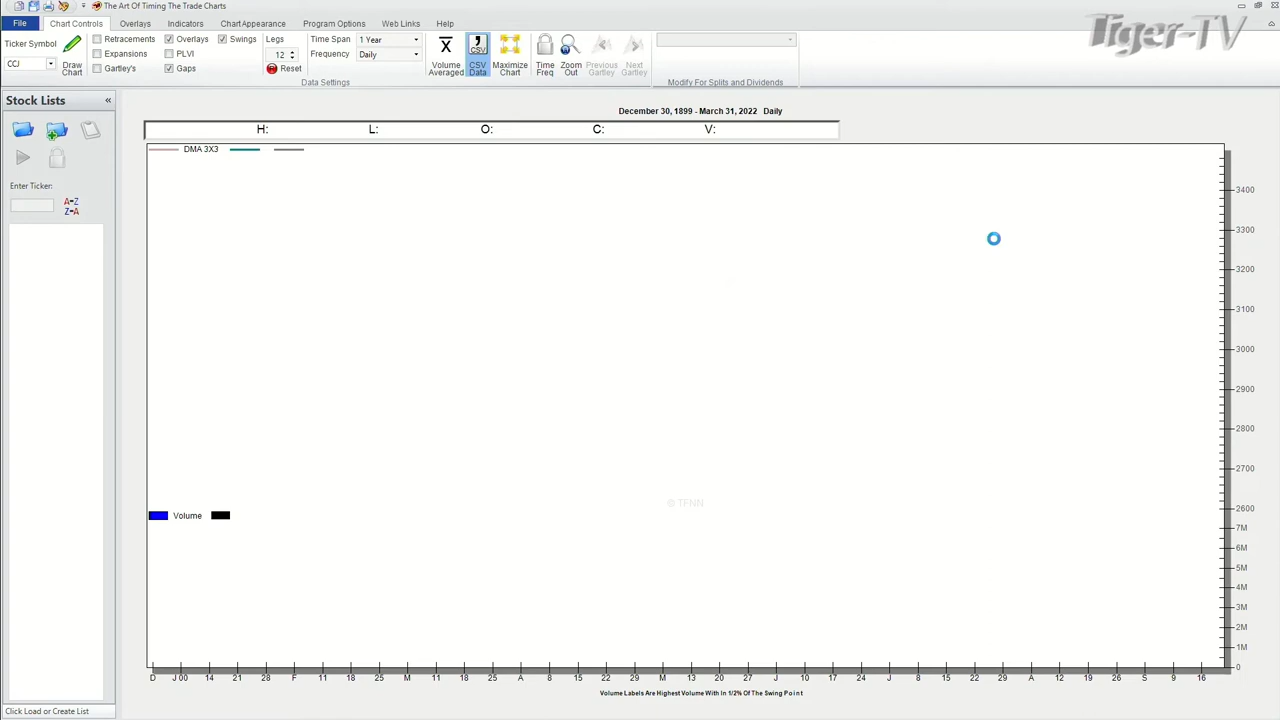 The Art Of Timing The Trade Charts
File Chart Controls Overlays Indicators Chart Appearance Program Options Web Links Help
Tiger-TV
Ticker Symbol
CCJ
Draw
Chart
Retracements Overlays Swings
Expansions PLVI
Gartley's Gaps
Legs
12
Reset
Time Span 1 Year
Frequency Daily
Data Settings
Volume
Averaged
CSV
CSV
Data
Maximize
Chart
Time
Freq
Zoom
Out
Previous
Gartley
Next
Gartley
Modify For Splits and Dividends
Stock Lists «
Enter Ticker:
A-Z
Z-A
Click Load or Create List
December 30, 1899 - March 31, 2022 Daily
H: L: O: C: V:
DMA 3X3
3400
3300
3200
3100
3000
2900
2800
2700
2600
© TFNN
Volume
7M
6M
5M
4M
3M
2M
1M
0
D J 00 14 21 28 F 11 18 M 11 18 25 A 8 15 22 29 M 13 20 27 J 10 17 24 J 8 15 22 29 A 12 19 26 S 9 16
Volume Labels Are Highest Volume With In 1/2% Of The Swing Point